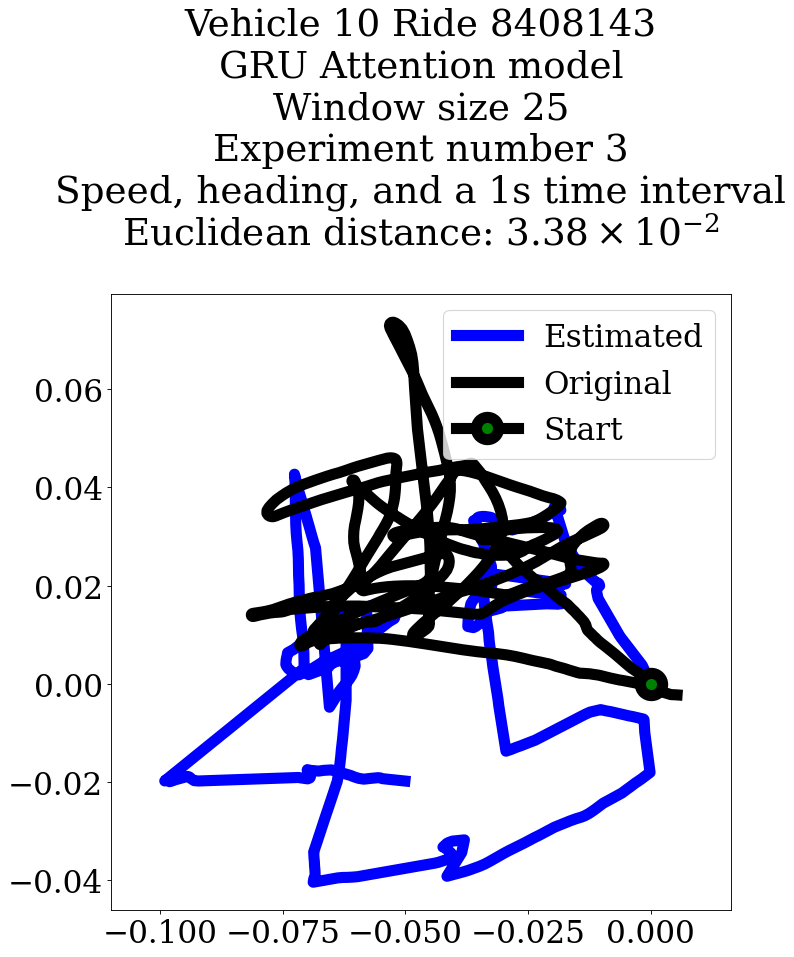 Vehicle 10 Ride 8408143
GRU Attention model
Window size 25
Experiment number 3
Speed, heading, and a 1s time interval
Euclidean distance: 3.38 × 10⁻²
Estimated
Original
Start
0.06
0.04
0.02
0.00
−0.02
−0.04
−0.100 −0.075 −0.050 −0.025 0.000